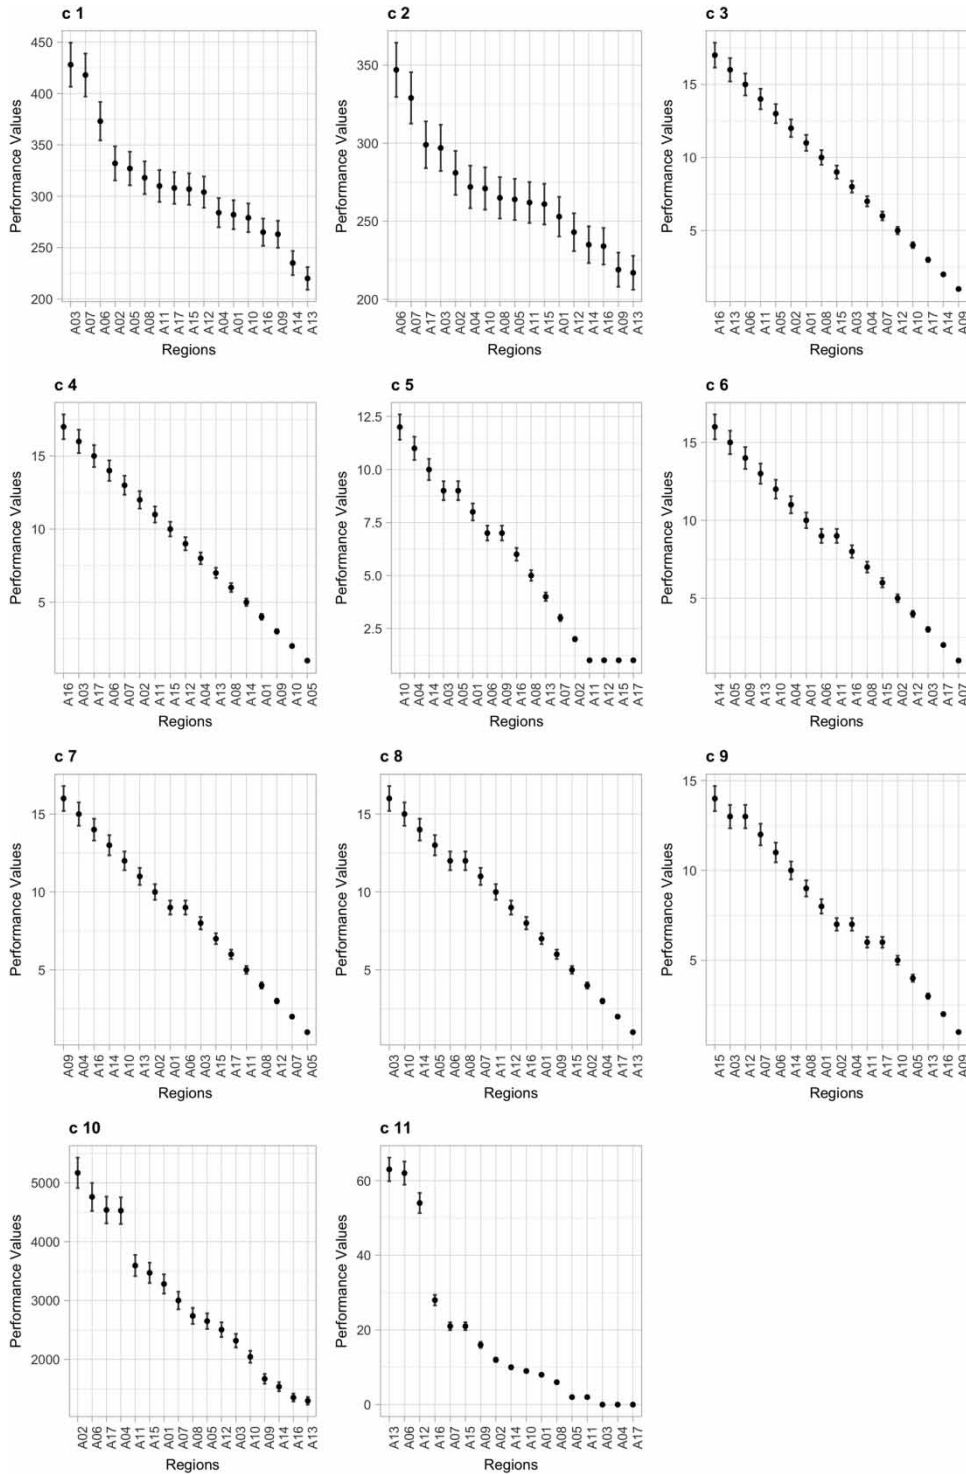 c 1
Performance Values
450
400
350
300
250
200
A03 A07 A06 A02 A05 A08 A11 A17 A15 A12 A04 A01 A10 A16 A09 A14 A13
Regions
c 2
Performance Values
350
300
250
200
A06 A07 A17 A03 A02 A04 A10 A08 A05 A11 A15 A01 A12 A14 A16 A09 A13
Regions
c 3
Performance Values
15
10
5
A16 A13 A06 A11 A05 A02 A01 A08 A15 A03 A04 A07 A12 A10 A17 A14 A09
Regions
c 4
Performance Values
15
10
5
A16 A03 A17 A06 A07 A02 A11 A15 A12 A04 A13 A08 A14 A01 A09 A10 A05
Regions
c 5
Performance Values
12.5
10.0
7.5
5.0
2.5
A10 A04 A14 A03 A05 A01 A06 A09 A16 A08 A13 A07 A02 A11 A12 A15 A17
Regions
c 6
Performance Values
15
10
5
A14 A05 A09 A13 A10 A04 A01 A06 A11 A16 A08 A15 A02 A12 A03 A17 A07
Regions
c 7
Performance Values
15
10
5
A09 A04 A16 A14 A10 A13 A02 A01 A06 A03 A15 A17 A11 A08 A12 A07 A05
Regions
c 8
Performance Values
15
10
5
A03 A10 A14 A05 A06 A08 A07 A11 A12 A16 A01 A09 A15 A02 A04 A17 A13
Regions
c 9
Performance Values
15
10
5
A15 A03 A12 A07 A06 A14 A08 A01 A02 A04 A11 A17 A10 A05 A13 A16 A09
Regions
c 10
Performance Values
5000
4000
3000
2000
A02 A06 A17 A04 A11 A15 A01 A07 A08 A05 A12 A03 A10 A09 A14 A16 A13
Regions
c 11
Performance Values
60
40
20
0
A13 A06 A12 A16 A07 A15 A09 A02 A14 A10 A01 A08 A05 A11 A03 A04 A17
Regions